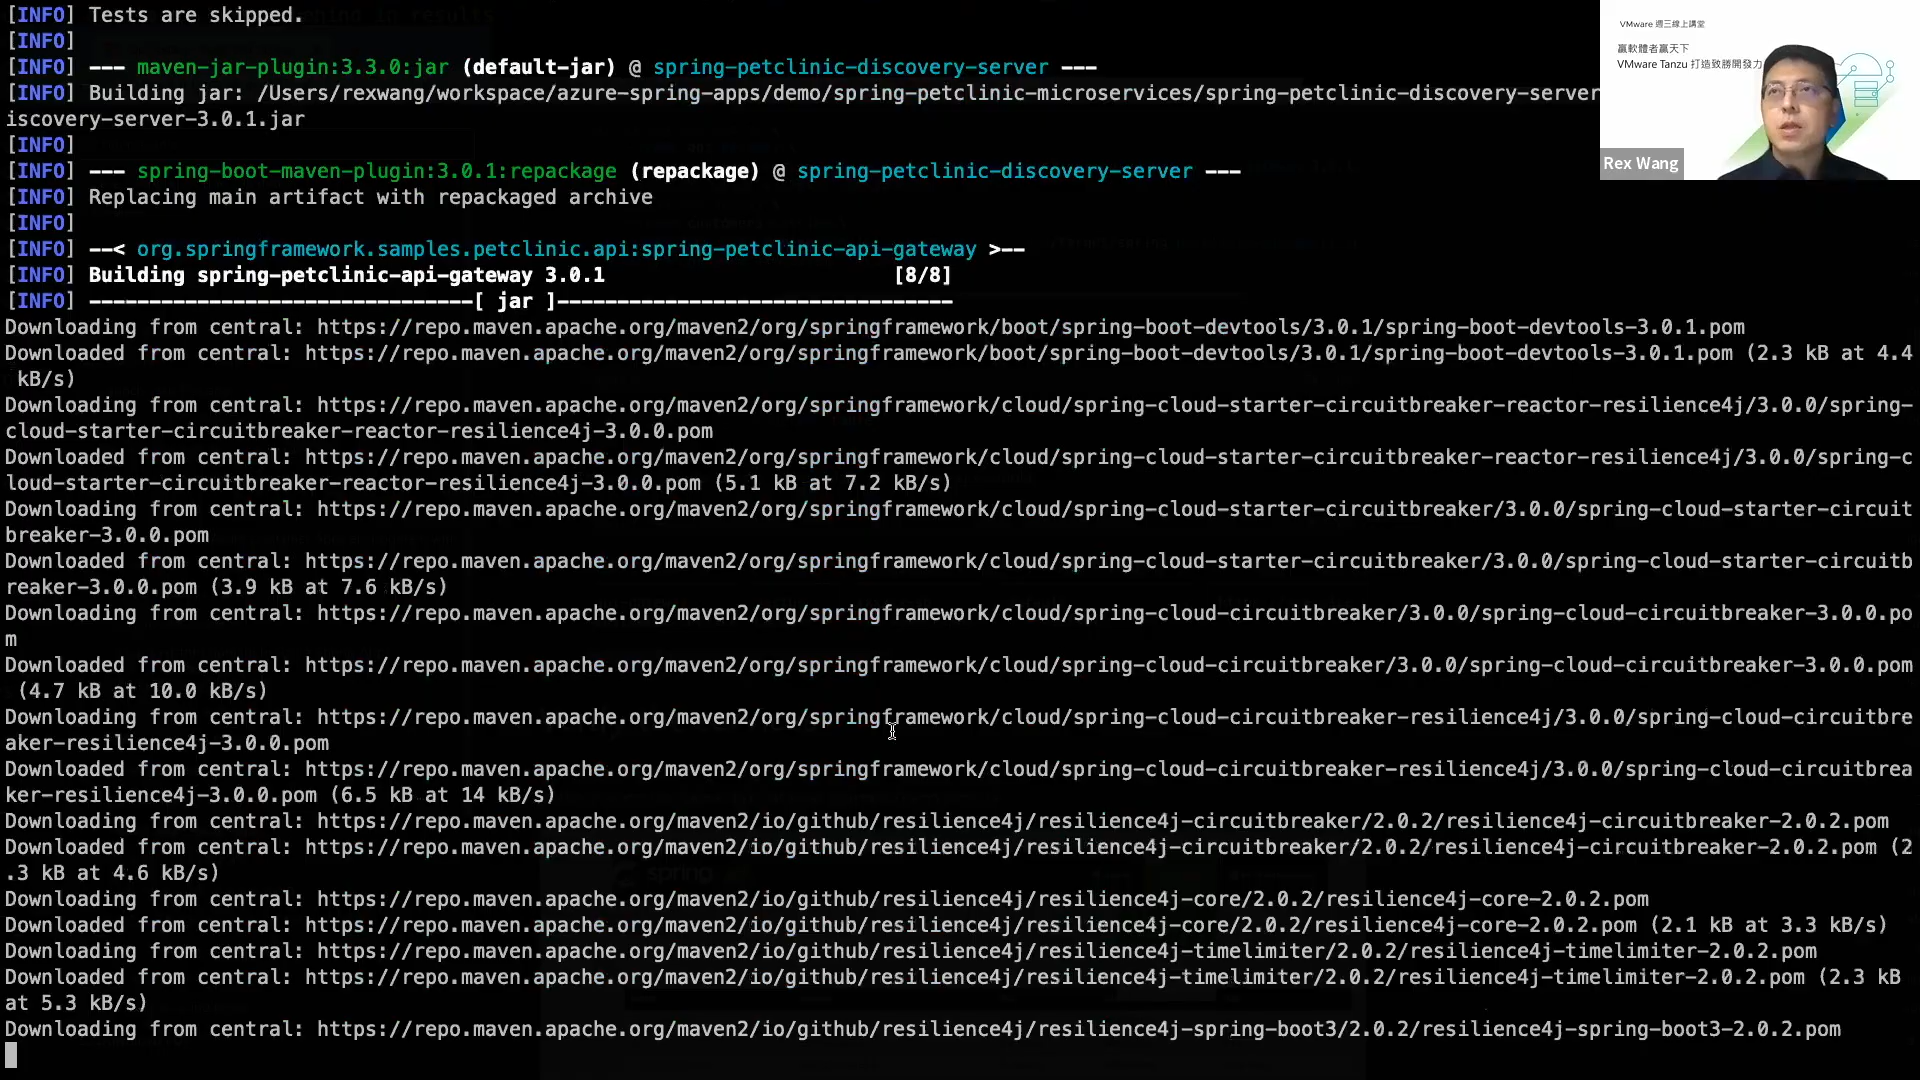 [INFO] Tests are skipped.
[INFO]
[INFO] --- maven-jar-plugin:3.3.0:jar (default-jar) @ spring-petclinic-discovery-server ---
[INFO] Building jar: /Users/rexwang/workspace/azure-spring-apps/demo/spring-petclinic-microservices/spring-petclinic-discovery-server
iscovery-server-3.0.1.jar
[INFO]
[INFO] --- spring-boot-maven-plugin:3.0.1:repackage (repackage) @ spring-petclinic-discovery-server ---
[INFO] Replacing main artifact with repackaged archive
[INFO]
[INFO] --< org.springframework.samples.petclinic.api:spring-petclinic-api-gateway >--
[INFO] Building spring-petclinic-api-gateway 3.0.1 [8/8]
[INFO] --------------------------------[ jar ]---------------------------------
Downloading from central: https://repo.maven.apache.org/maven2/org/springframework/boot/spring-boot-devtools/3.0.1/spring-boot-devtools-3.0.1.pom
Downloaded from central: https://repo.maven.apache.org/maven2/org/springframework/boot/spring-boot-devtools/3.0.1/spring-boot-devtools-3.0.1.pom (2.3 kB at 4.4
kB/s)
Downloading from central: https://repo.maven.apache.org/maven2/org/springframework/cloud/spring-cloud-starter-circuitbreaker-reactor-resilience4j/3.0.0/spring-
cloud-starter-circuitbreaker-reactor-resilience4j-3.0.0.pom
Downloaded from central: https://repo.maven.apache.org/maven2/org/springframework/cloud/spring-cloud-starter-circuitbreaker-reactor-resilience4j/3.0.0/spring-c
loud-starter-circuitbreaker-reactor-resilience4j-3.0.0.pom (5.1 kB at 7.2 kB/s)
Downloading from central: https://repo.maven.apache.org/maven2/org/springframework/cloud/spring-cloud-starter-circuitbreaker/3.0.0/spring-cloud-starter-circuit
breaker-3.0.0.pom
Downloaded from central: https://repo.maven.apache.org/maven2/org/springframework/cloud/spring-cloud-starter-circuitbreaker/3.0.0/spring-cloud-starter-circuitb
reaker-3.0.0.pom (3.9 kB at 7.6 kB/s)
Downloading from central: https://repo.maven.apache.org/maven2/org/springframework/cloud/spring-cloud-circuitbreaker/3.0.0/spring-cloud-circuitbreaker-3.0.0.po
m
Downloaded from central: https://repo.maven.apache.org/maven2/org/springframework/cloud/spring-cloud-circuitbreaker/3.0.0/spring-cloud-circuitbreaker-3.0.0.pom
(4.7 kB at 10.0 kB/s)
Downloading from central: https://repo.maven.apache.org/maven2/org/springframework/cloud/spring-cloud-circuitbreaker-resilience4j/3.0.0/spring-cloud-circuitbre
aker-resilience4j-3.0.0.pom
Downloaded from central: https://repo.maven.apache.org/maven2/org/springframework/cloud/spring-cloud-circuitbreaker-resilience4j/3.0.0/spring-cloud-circuitbrea
ker-resilience4j-3.0.0.pom (6.5 kB at 14 kB/s)
Downloading from central: https://repo.maven.apache.org/maven2/io/github/resilience4j/resilience4j-circuitbreaker/2.0.2/resilience4j-circuitbreaker-2.0.2.pom
Downloaded from central: https://repo.maven.apache.org/maven2/io/github/resilience4j/resilience4j-circuitbreaker/2.0.2/resilience4j-circuitbreaker-2.0.2.pom (2
.3 kB at 4.6 kB/s)
Downloading from central: https://repo.maven.apache.org/maven2/io/github/resilience4j/resilience4j-core/2.0.2/resilience4j-core-2.0.2.pom
Downloaded from central: https://repo.maven.apache.org/maven2/io/github/resilience4j/resilience4j-core/2.0.2/resilience4j-core-2.0.2.pom (2.1 kB at 3.3 kB/s)
Downloading from central: https://repo.maven.apache.org/maven2/io/github/resilience4j/resilience4j-timelimiter/2.0.2/resilience4j-timelimiter-2.0.2.pom
Downloaded from central: https://repo.maven.apache.org/maven2/io/github/resilience4j/resilience4j-timelimiter/2.0.2/resilience4j-timelimiter-2.0.2.pom (2.3 kB
at 5.3 kB/s)
Downloading from central: https://repo.maven.apache.org/maven2/io/github/resilience4j/resilience4j-spring-boot3/2.0.2/resilience4j-spring-boot3-2.0.2.pom
VMware 週三線上講堂
贏軟體者贏天下
VMware Tanzu 打造致勝開發力
Rex Wang